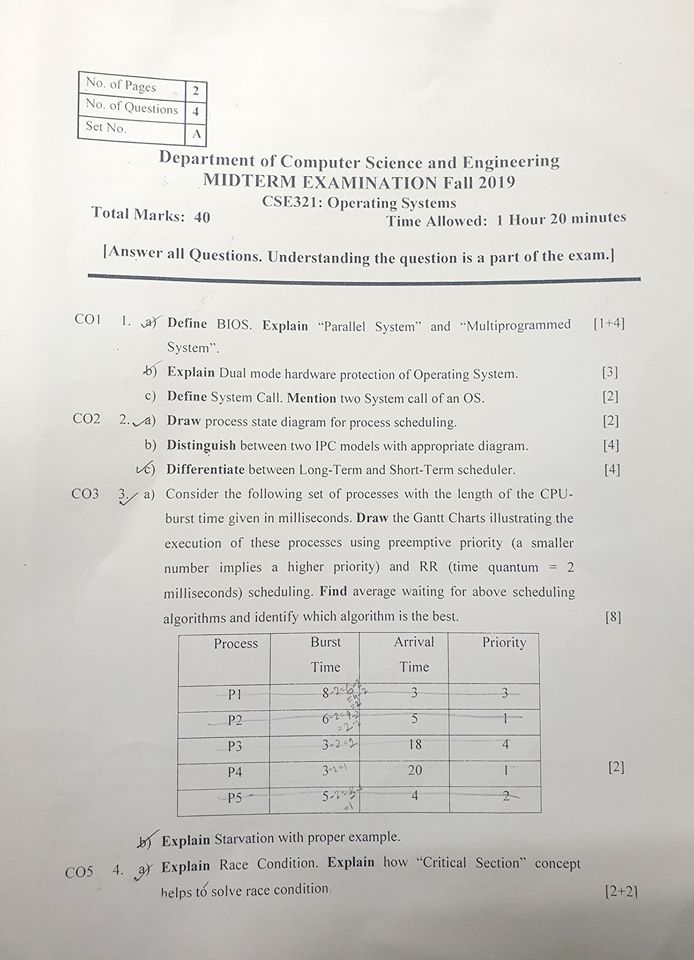 No. of Pages 2
No. of Questions 4
Set No. A
Department of Computer Science and Engineering
MIDTERM EXAMINATION Fall 2019
CSE321: Operating Systems
Total Marks: 40 Time Allowed: 1 Hour 20 minutes
[Answer all Questions. Understanding the question is a part of the exam.]
CO1 1. a) Define BIOS. Explain “Parallel System” and “Multiprogrammed [1+4]
System”.
b) Explain Dual mode hardware protection of Operating System. [3]
c) Define System Call. Mention two System call of an OS. [2]
CO2 2. a) Draw process state diagram for process scheduling. [2]
b) Distinguish between two IPC models with appropriate diagram. [4]
c) Differentiate between Long-Term and Short-Term scheduler. [4]
CO3 3. a) Consider the following set of processes with the length of the CPU-
burst time given in milliseconds. Draw the Gantt Charts illustrating the
execution of these processes using preemptive priority (a smaller
number implies a higher priority) and RR (time quantum = 2
milliseconds) scheduling. Find average waiting for above scheduling
algorithms and identify which algorithm is the best. [8]
Process Burst Arrival Priority
Time Time
P1 8 3 3
P2 6 5 1
P3 3 18 4
P4 3 20 1
P5 5 4 2
[2]
b) Explain Starvation with proper example.
CO5 4. a) Explain Race Condition. Explain how “Critical Section” concept
helps to solve race condition. [2+2]